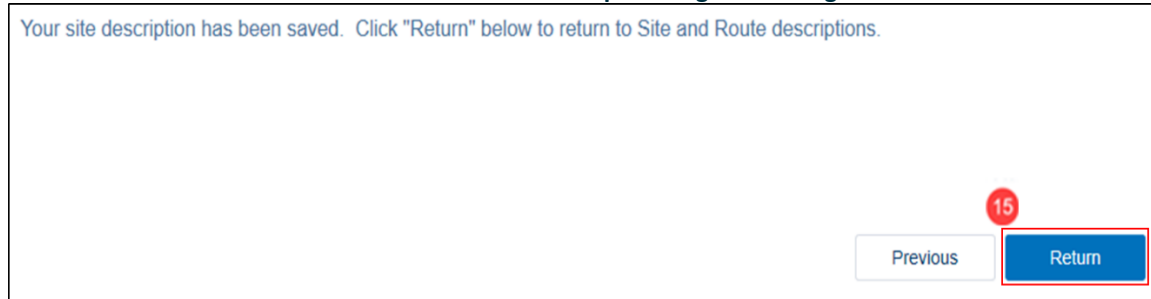 Your site description has been saved. Click "Return" below to return to Site and Route descriptions.
15
Previous
Return